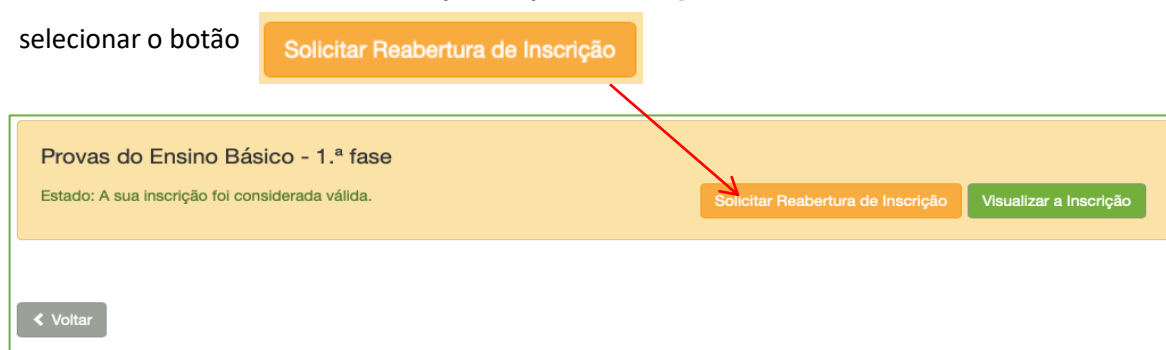 selecionar o botão Solicitar Reabertura de Inscrição
Provas do Ensino Básico - 1.ª fase
Estado: A sua inscrição foi considerada válida.
Solicitar Reabertura de Inscrição Visualizar a Inscrição
Voltar